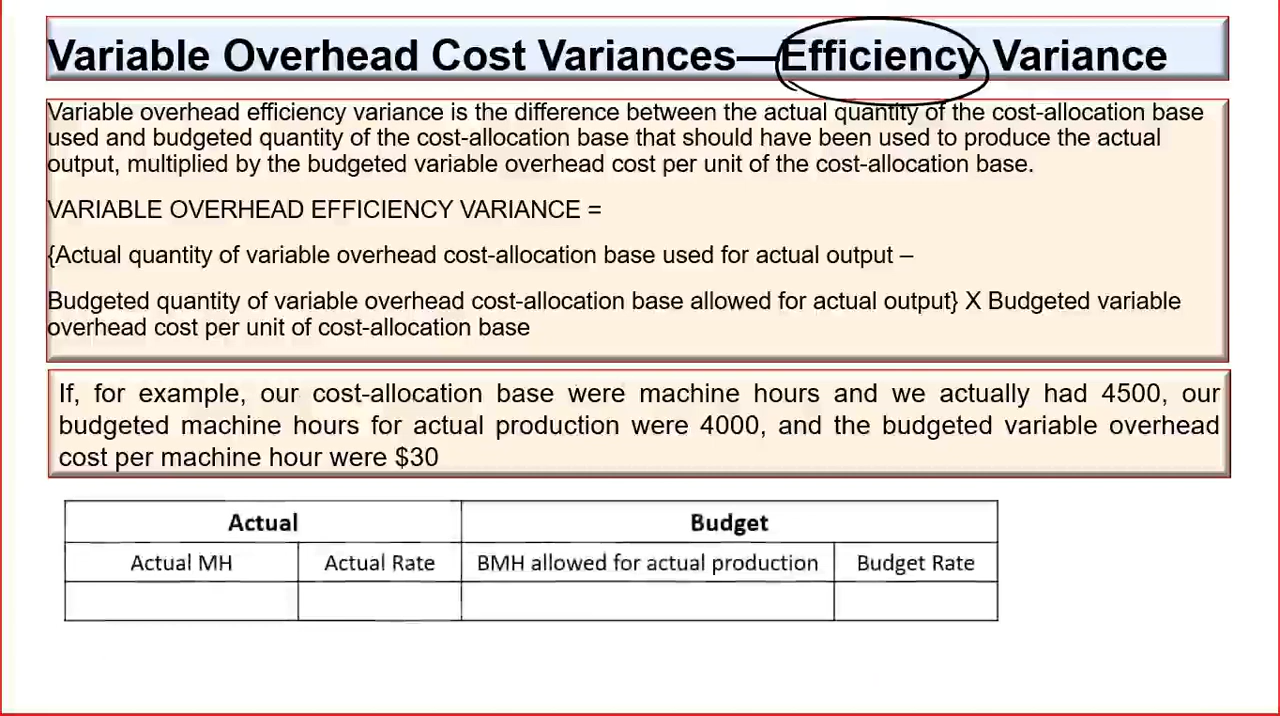 Variable Overhead Cost Variances—Efficiency Variance
Variable overhead efficiency variance is the difference between the actual quantity of the cost-allocation base
used and budgeted quantity of the cost-allocation base that should have been used to produce the actual
output, multiplied by the budgeted variable overhead cost per unit of the cost-allocation base.
VARIABLE OVERHEAD EFFICIENCY VARIANCE =
{Actual quantity of variable overhead cost-allocation base used for actual output –
Budgeted quantity of variable overhead cost-allocation base allowed for actual output} X Budgeted variable
overhead cost per unit of cost-allocation base
If, for example, our cost-allocation base were machine hours and we actually had 4500, our
budgeted machine hours for actual production were 4000, and the budgeted variable overhead
cost per machine hour were $30
Actual Budget
Actual MH Actual Rate BMH allowed for actual production Budget Rate